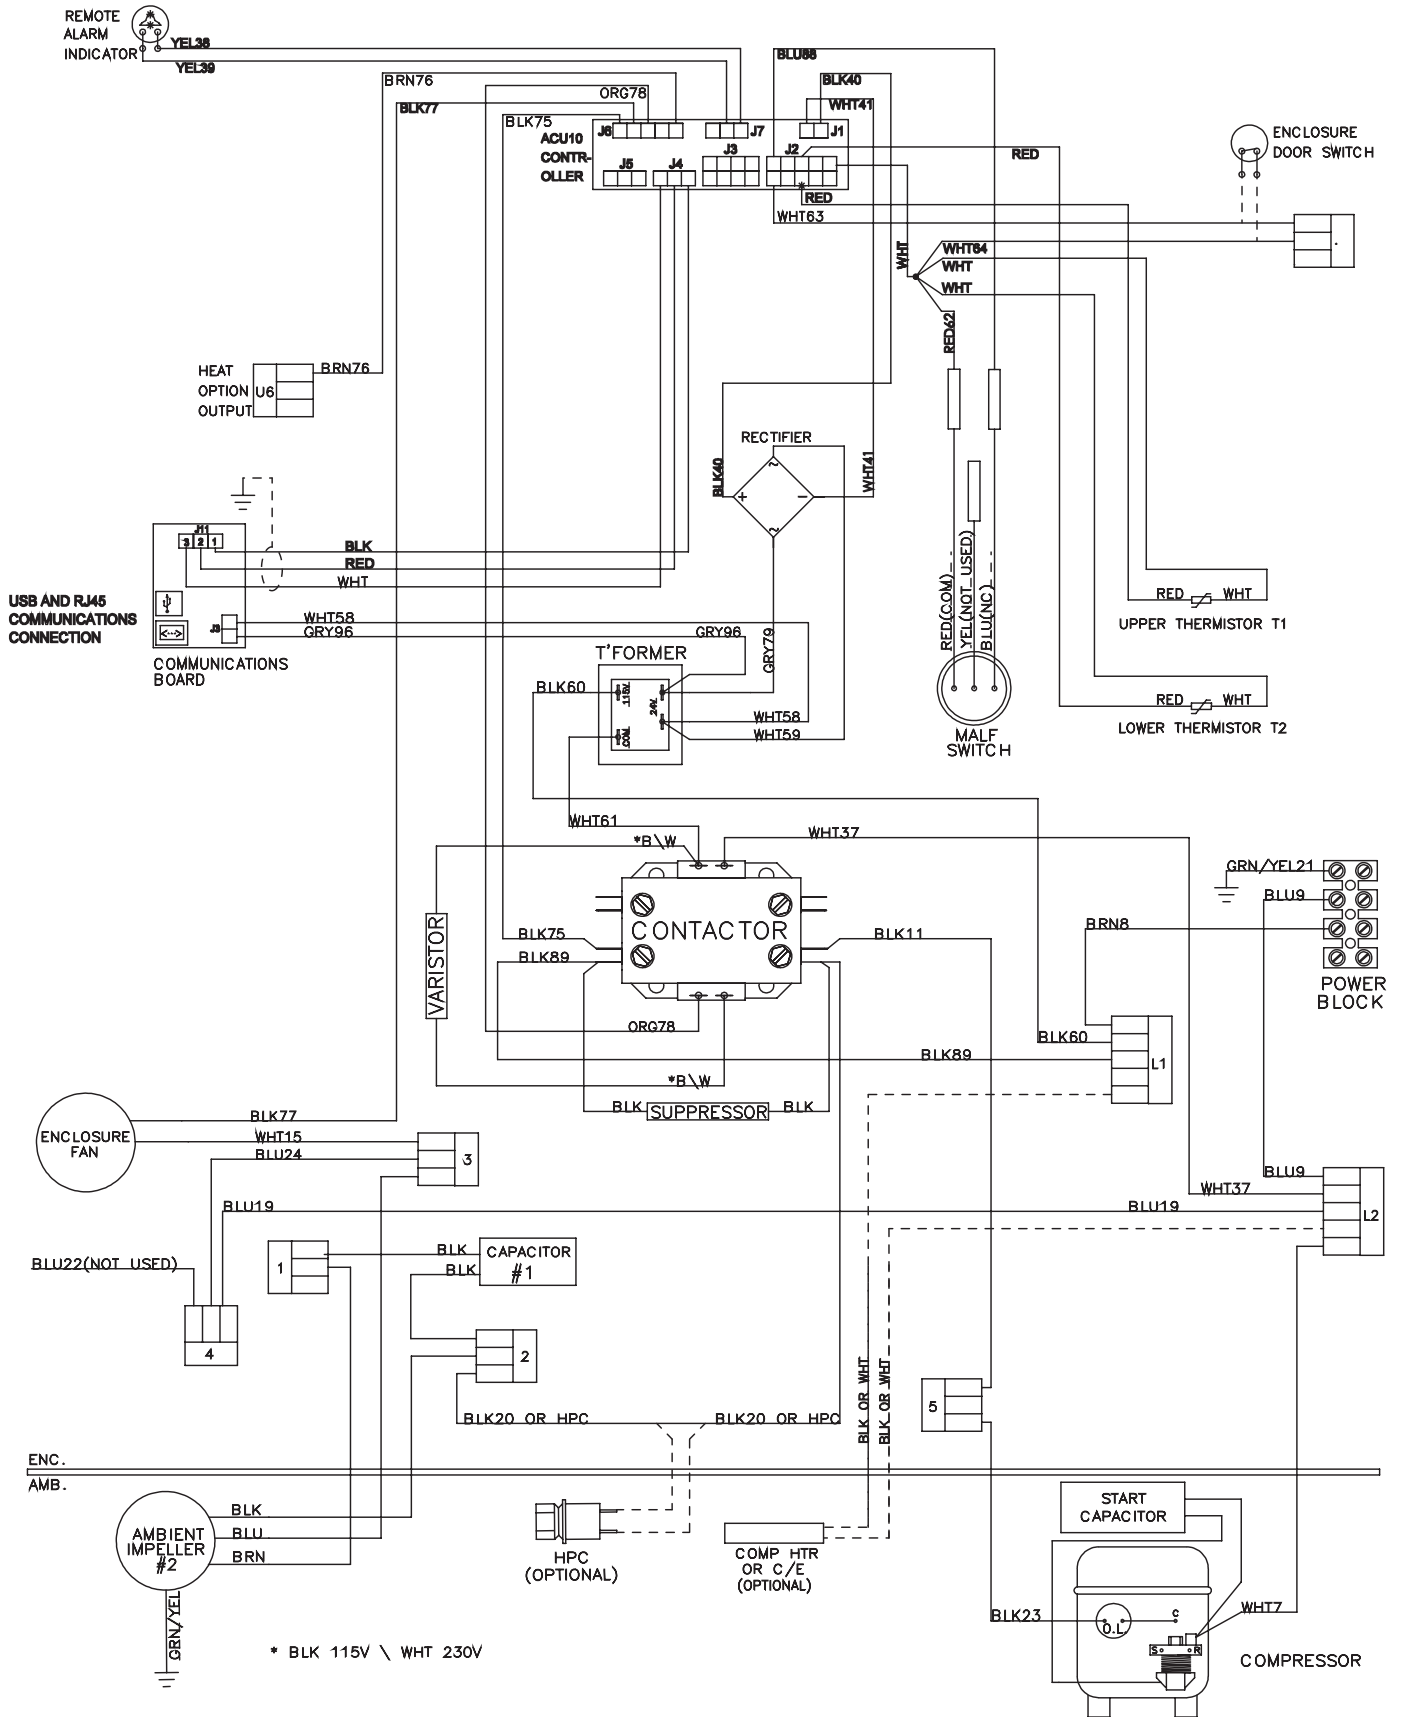 REMOTE
ALARM
INDICATOR
YEL38
YEL39
BRN76
ORG78
BLK77
BLK75
BLU88
BLK40
WHT41
J6
J7
J1
ACU10
CONTR-
OLLER
J5
J4
J3
J2
RED
RED
WHT63
ENCLOSURE
DOOR SWITCH
WHT
WHT64
WHT
WHT
RED62
HEAT
OPTION
OUTPUT
U6
BRN76
RECTIFIER
BLK40
+
~
−
~
WHT41
J11
3 2 1
BLK
RED
WHT
USB AND RJ45
COMMUNICATIONS
CONNECTION
J3
WHT58
GRY96
COMMUNICATIONS
BOARD
GRY96
GRY79
T'FORMER
BLK60
115V.
24V.
COM.
WHT58
WHT59
RED(COM)
YEL(NOT USED)
BLU(NC)
MALF
SWITCH
RED
WHT
UPPER THERMISTOR T1
RED
WHT
LOWER THERMISTOR T2
WHT61
*B\W
WHT37
GRN/YEL21
BLU9
BRN8
POWER
BLOCK
VARISTOR
BLK75
BLK89
CONTACTOR
BLK11
ORG78
BLK60
BLK89
L1
*B\W
BLK
SUPPRESSOR
BLK
ENCLOSURE
FAN
BLK77
WHT15
BLU24
3
BLU9
WHT37
BLU19
BLU19
L2
BLU22(NOT USED)
1
BLK
BLK
CAPACITOR
#1
4
2
BLK20 OR HPC
BLK20 OR HPC
BLK OR WHT
BLK OR WHT
5
ENC.
AMB.
AMBIENT
IMPELLER
#2
BLK
BLU
BRN
GRN/YEL
HPC
(OPTIONAL)
COMP HTR
OR C/E
(OPTIONAL)
START
CAPACITOR
BLK23
O.L.
C
S
R
WHT7
COMPRESSOR
* BLK 115V \ WHT 230V